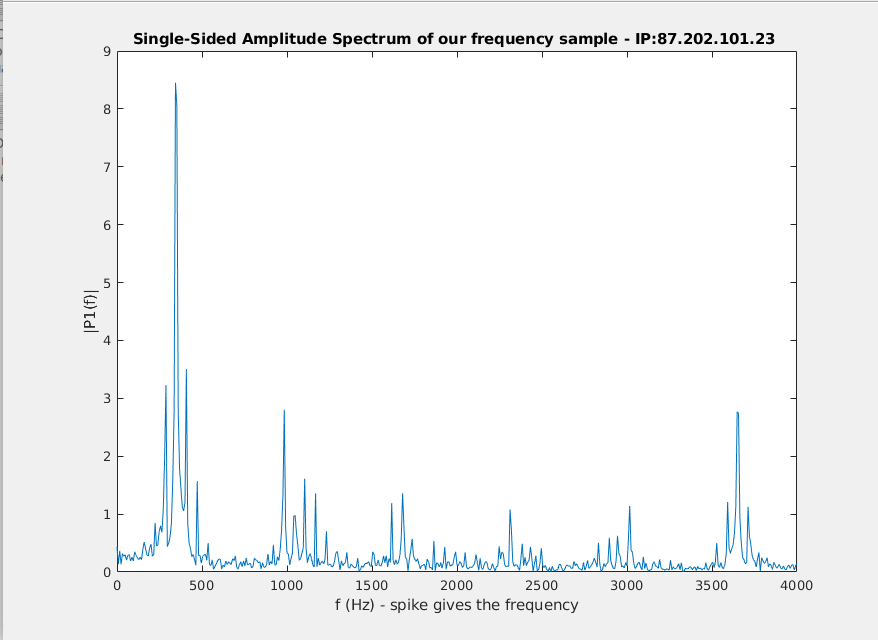 Single-Sided Amplitude Spectrum of our frequency sample - IP:87.202.101.23
9
8
7
6
5
4
3
2
1
0
|P1(f)|
0 500 1000 1500 2000 2500 3000 3500 4000
f (Hz) - spike gives the frequency